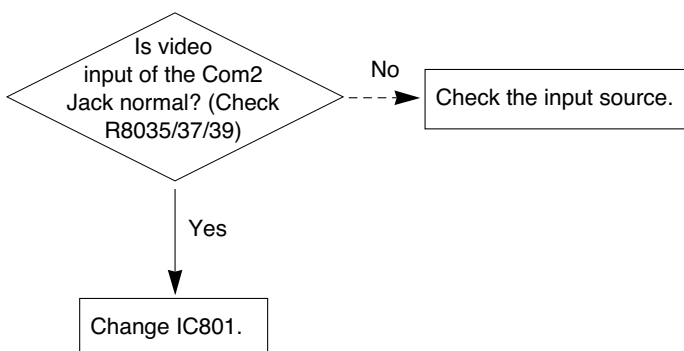 Is video
input of the Com2
Jack normal? (Check
R8035/37/39)
No
Check the input source.
Yes
Change IC801.